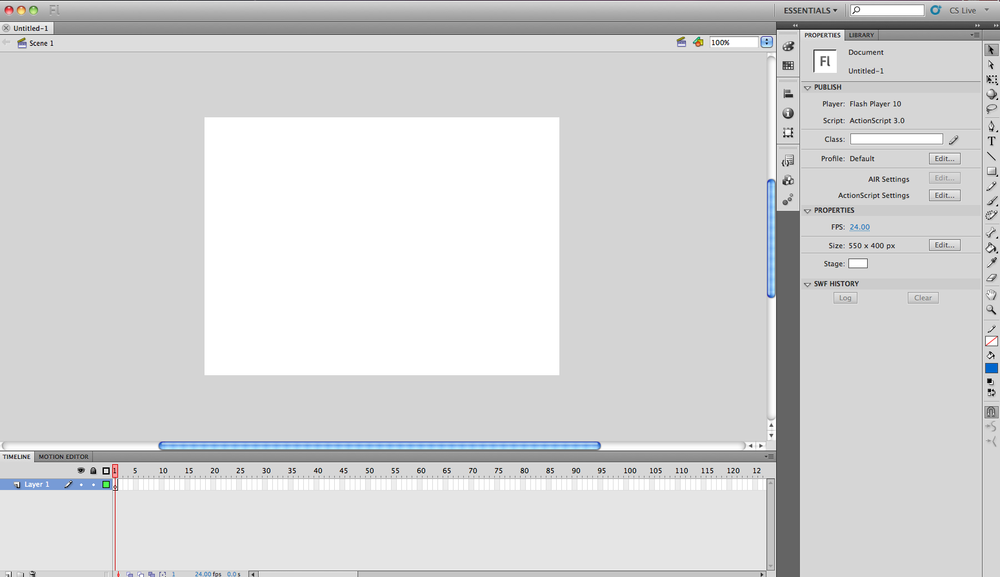 Fl
ESSENTIALS
CS Live
Untitled-1
Scene 1
100%
PROPERTIES LIBRARY
Fl
Document
Untitled-1
PUBLISH
Player: Flash Player 10
Script: ActionScript 3.0
Class:
Profile: Default Edit...
AIR Settings Edit...
ActionScript Settings Edit...
PROPERTIES
FPS: 24.00
Size: 550 x 400 px Edit...
Stage:
SWF HISTORY
Log Clear
T
TIMELINE MOTION EDITOR
1 5 10 15 20 25 30 35 40 45 50 55 60 65 70 75 80 85 90 95 100 105 110 115 120 12
Layer 1
1 24.00 fps 0.0 s